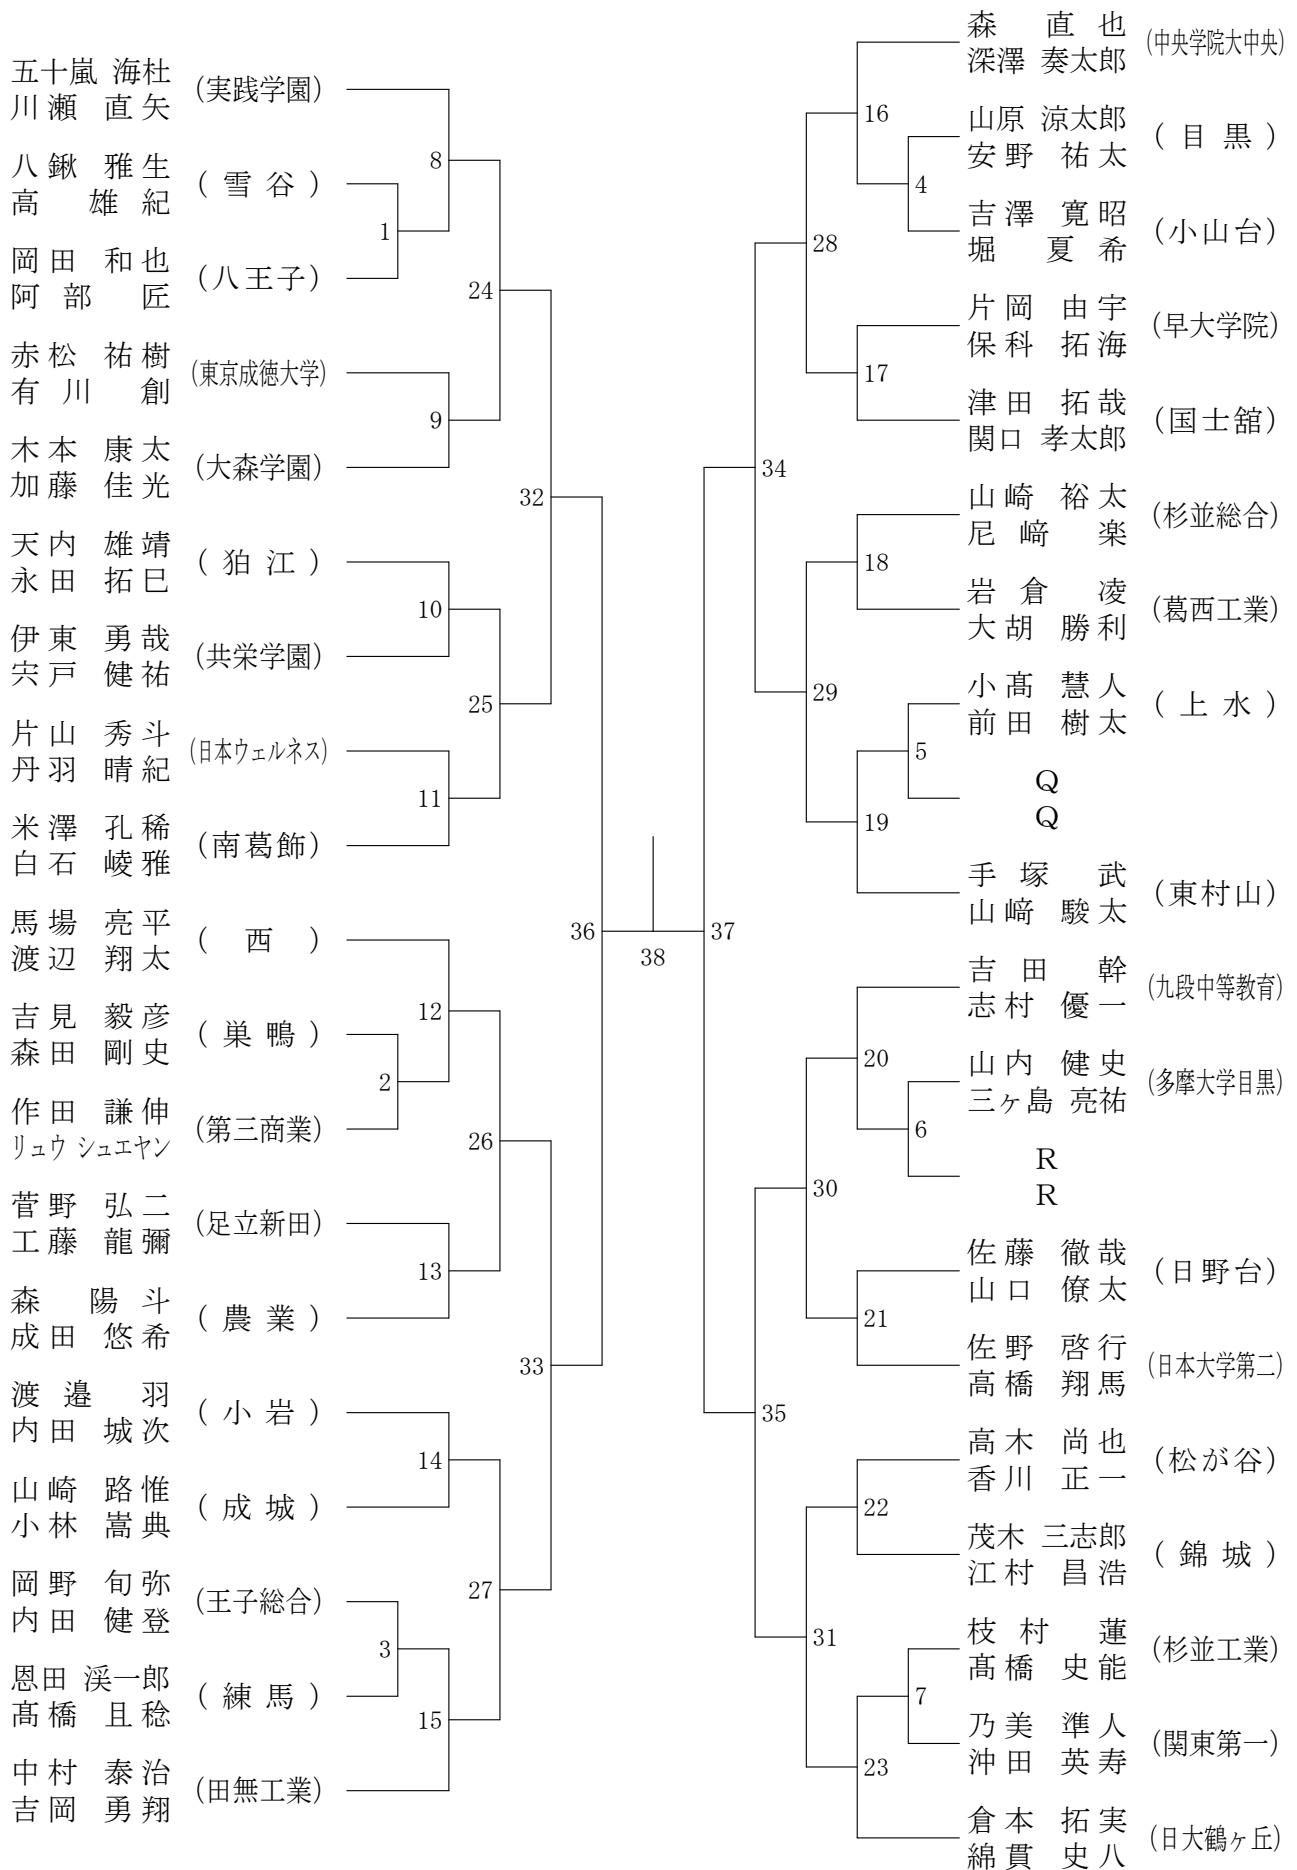 五十嵐 海杜
川瀬 直矢
(実践学園)
八鍬 雅生
高 雄紀
(雪谷)
岡田 和也
阿部 匠
(八王子)
赤松 祐樹
有川 創
(東京成徳大学)
木本 康太
加藤 佳光
(大森学園)
天内 雄靖
永田 拓巳
(狛江)
伊東 勇哉
宍戸 健祐
(共栄学園)
片山 秀斗
丹羽 晴紀
(日本ウェルネス)
米澤 孔稀
白石 崚雅
(南葛飾)
馬場 亮平
渡辺 翔太
(西)
吉見 毅彦
森田 剛史
(巣鴨)
作田 謙伸
リュウ シュエヤン
(第三商業)
菅野 弘二
工藤 龍彌
(足立新田)
森 陽斗
成田 悠希
(農業)
渡邉 羽
内田 城次
(小岩)
山崎 路惟
小林 嵩典
(成城)
岡野 旬弥
内田 健登
(王子総合)
恩田 渓一郎
髙橋 且稔
(練馬)
中村 泰治
吉岡 勇翔
(田無工業)
1
2
3
8
9
10
11
12
13
14
15
24
25
26
27
32
33
36
38
37
34
35
28
29
30
31
16
17
18
19
20
21
22
23
4
5
6
7
森 直也
深澤 奏太郎
(中央学院大中央)
山原 涼太郎
安野 祐太
(目黒)
吉澤 寛昭
堀 夏希
(小山台)
片岡 由宇
保科 拓海
(早大学院)
津田 拓哉
関口 孝太郎
(国士舘)
山崎 裕太
尼﨑 楽
(杉並総合)
岩倉 凌
大胡 勝利
(葛西工業)
小髙 慧人
前田 樹太
(上水)
Q
Q
手塚 武
山﨑 駿太
(東村山)
吉田 幹
志村 優一
(九段中等教育)
山内 健史
三ヶ島 亮祐
(多摩大学目黒)
R
R
佐藤 徹哉
山口 僚太
(日野台)
佐野 啓行
高橋 翔馬
(日本大学第二)
高木 尚也
香川 正一
(松が谷)
茂木 三志郎
江村 昌浩
(錦城)
枝村 蓮
髙橋 史能
(杉並工業)
乃美 準人
沖田 英寿
(関東第一)
倉本 拓実
綿貫 史八
(日大鶴ヶ丘)